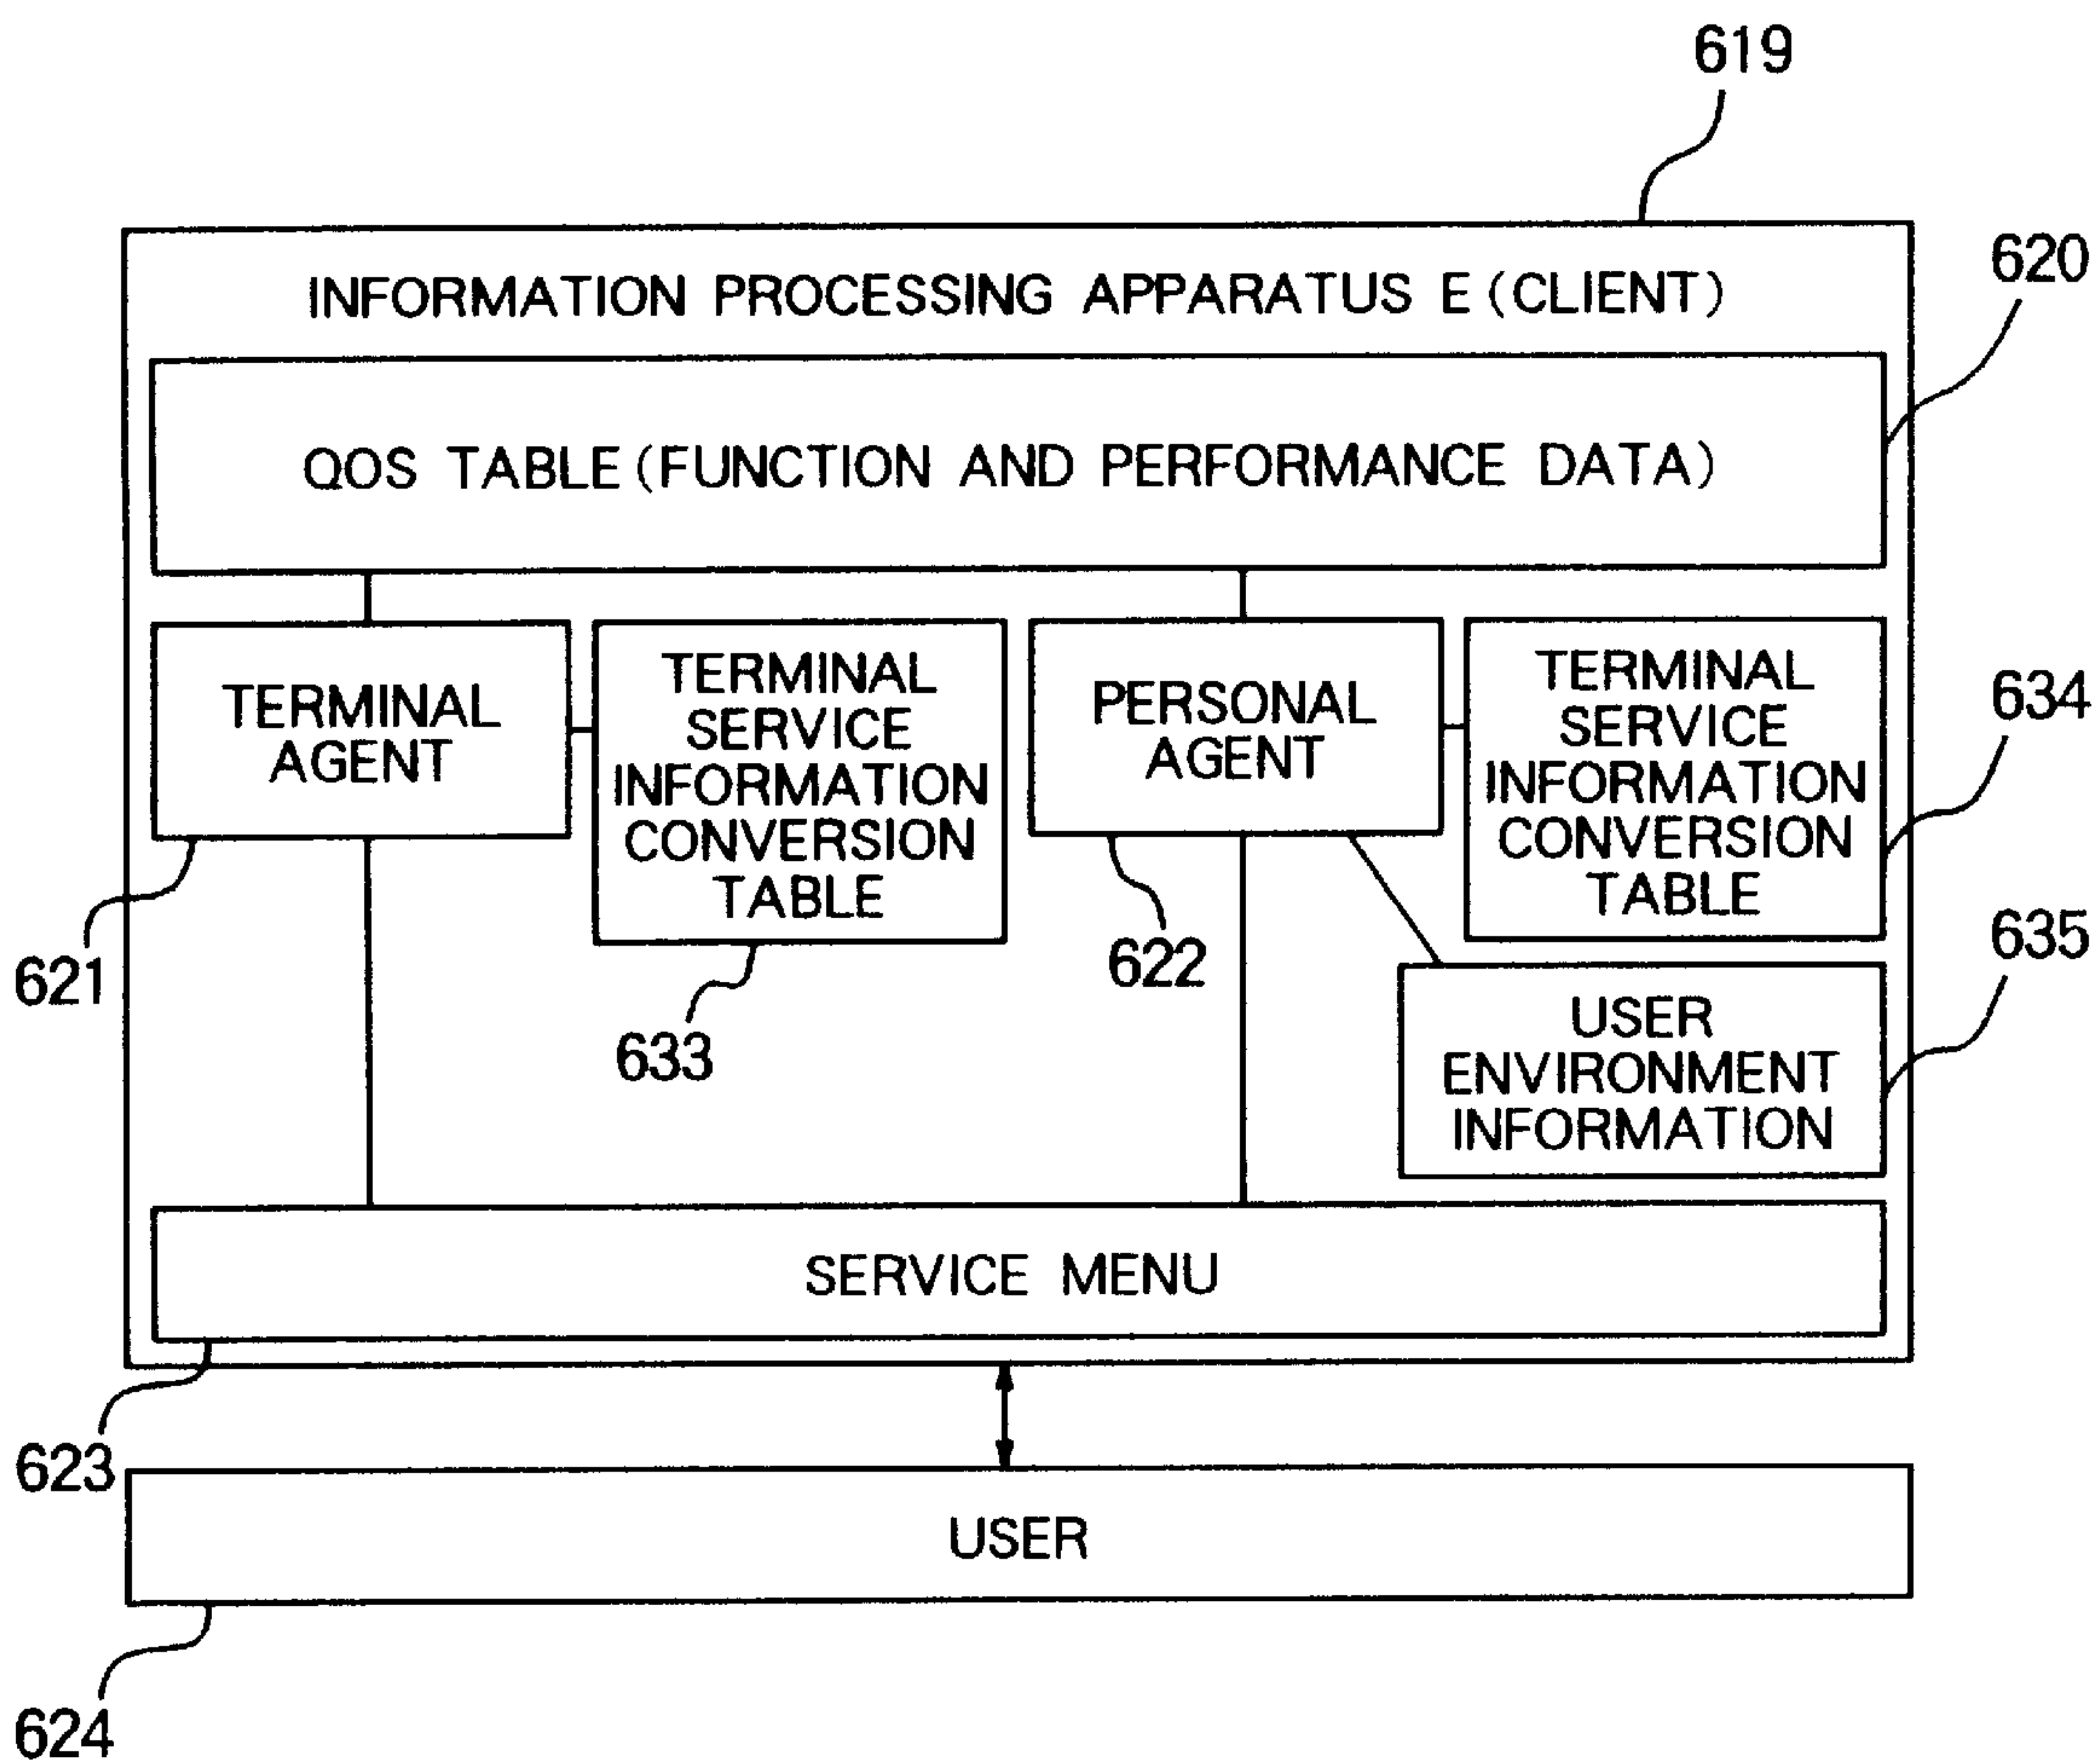 619
620
INFORMATION PROCESSING APPARATUS E (CLIENT)
QOS TABLE (FUNCTION AND PERFORMANCE DATA)
TERMINAL
AGENT
TERMINAL
SERVICE
INFORMATION
CONVERSION
TABLE
PERSONAL
AGENT
TERMINAL
SERVICE
INFORMATION
CONVERSION
TABLE
634
621
633
622
635
USER
ENVIRONMENT
INFORMATION
SERVICE MENU
623
USER
624